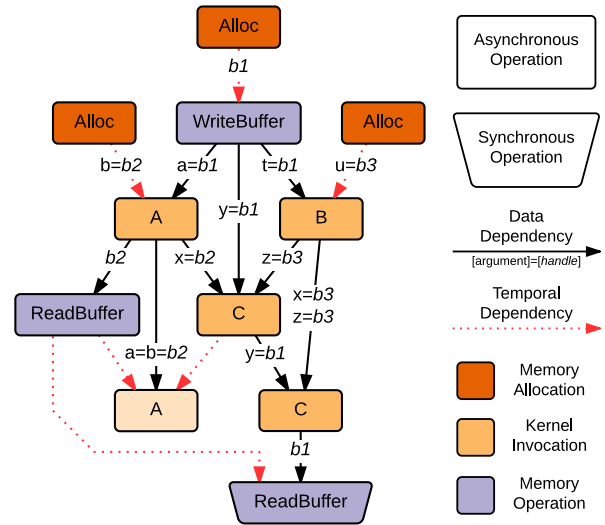 Alloc
b1
Alloc
WriteBuffer
Alloc
b=b2
a=b1
t=b1
u=b3
A
y=b1
B
b2
x=b2
z=b3
ReadBuffer
C
x=b3
z=b3
a=b=b2
y=b1
A
C
b1
ReadBuffer
Asynchronous
Operation
Synchronous
Operation
Data
Dependency
[argument]=[handle]
Temporal
Dependency
Memory
Allocation
Kernel
Invocation
Memory
Operation